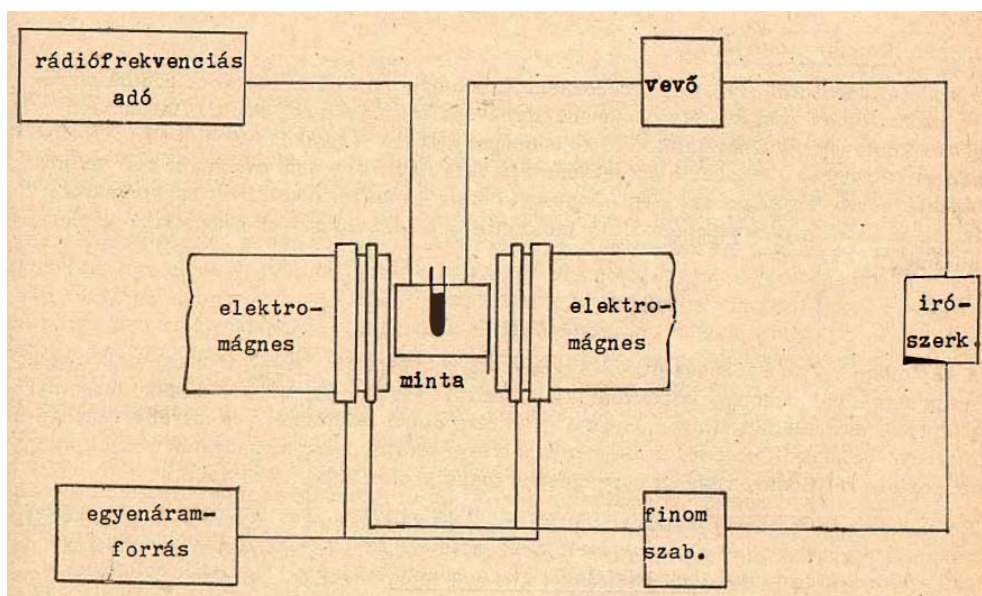 rádiófrekvenciás
adó
vevő
elektro-
mágnes
minta
elektro-
mágnes
iró-
szerk.
egyenáram-
forrás
finom
szab.